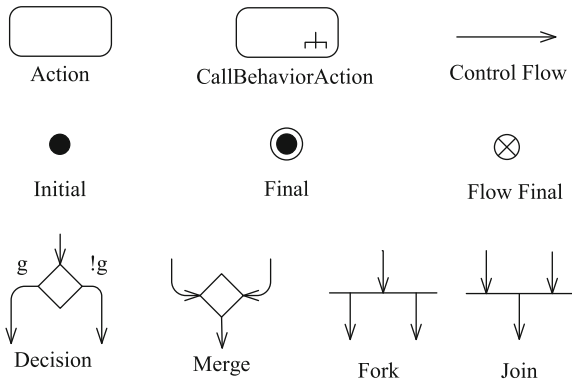 Action
CallBehaviorAction
Control Flow
Initial
Final
Flow Final
g
!g
Decision
Merge
Fork
Join